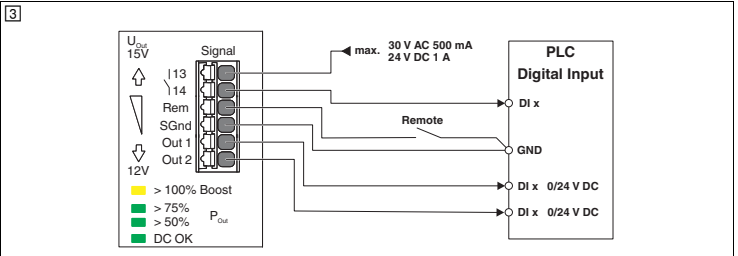 3
U Out
15V
Signal
13
14
Rem
SGnd
Out 1
Out 2
12V
> 100% Boost
> 75%
> 50%
P Out
DC OK
max. 30 V AC 500 mA
24 V DC 1 A
Remote
PLC
Digital Input
DI x
GND
DI x 0/24 V DC
DI x 0/24 V DC